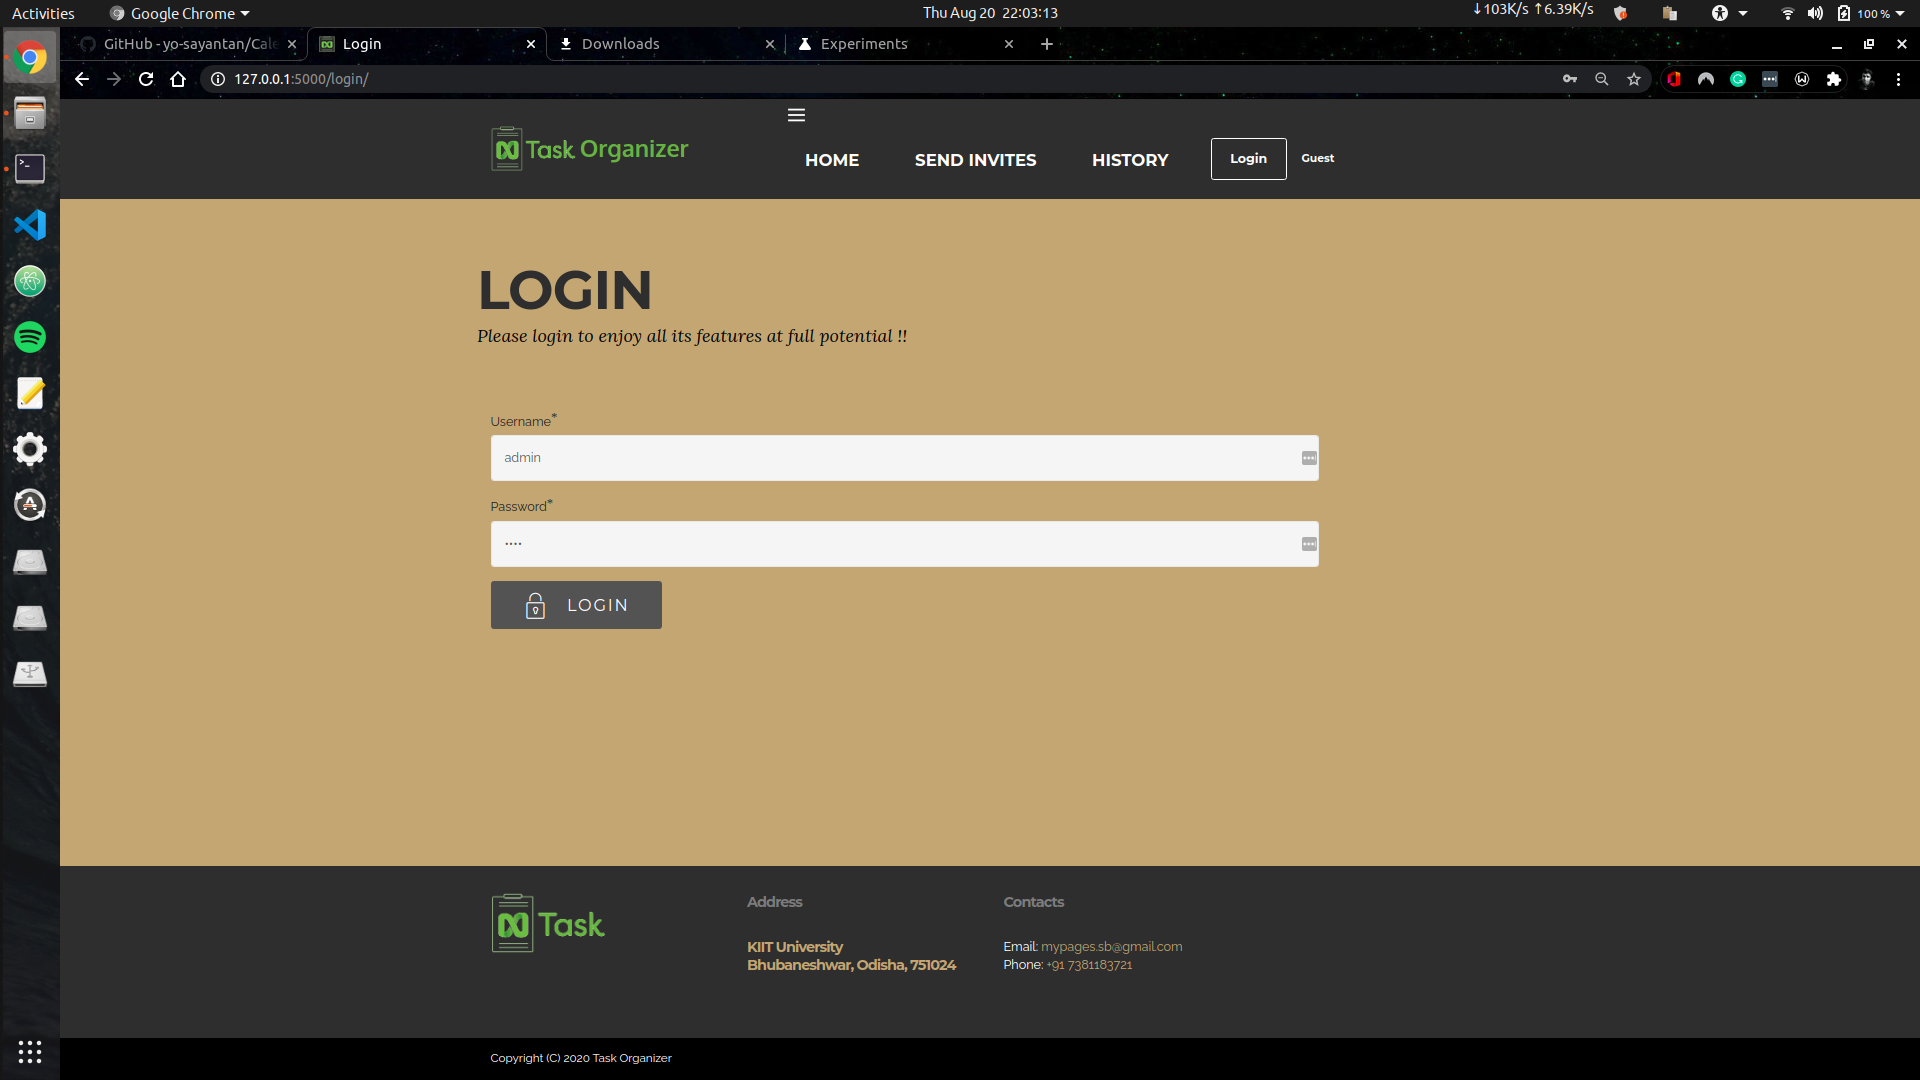 Activities
Google Chrome
Thu Aug 20 22:03:13
↓103K/s ↑6.39K/s
100 %
GitHub - yo-sayantan/Cale
Login
Downloads
Experiments
127.0.0.1:5000/login/
Task Organizer
HOME
SEND INVITES
HISTORY
Login
Guest
LOGIN
Please login to enjoy all its features at full potential !!
Username*
admin
Password*
••••
LOGIN
Task
Address
KIIT University
Bhubaneshwar, Odisha, 751024
Contacts
Email: mypages.sb@gmail.com
Phone: +91 7381183721
Copyright (C) 2020 Task Organizer